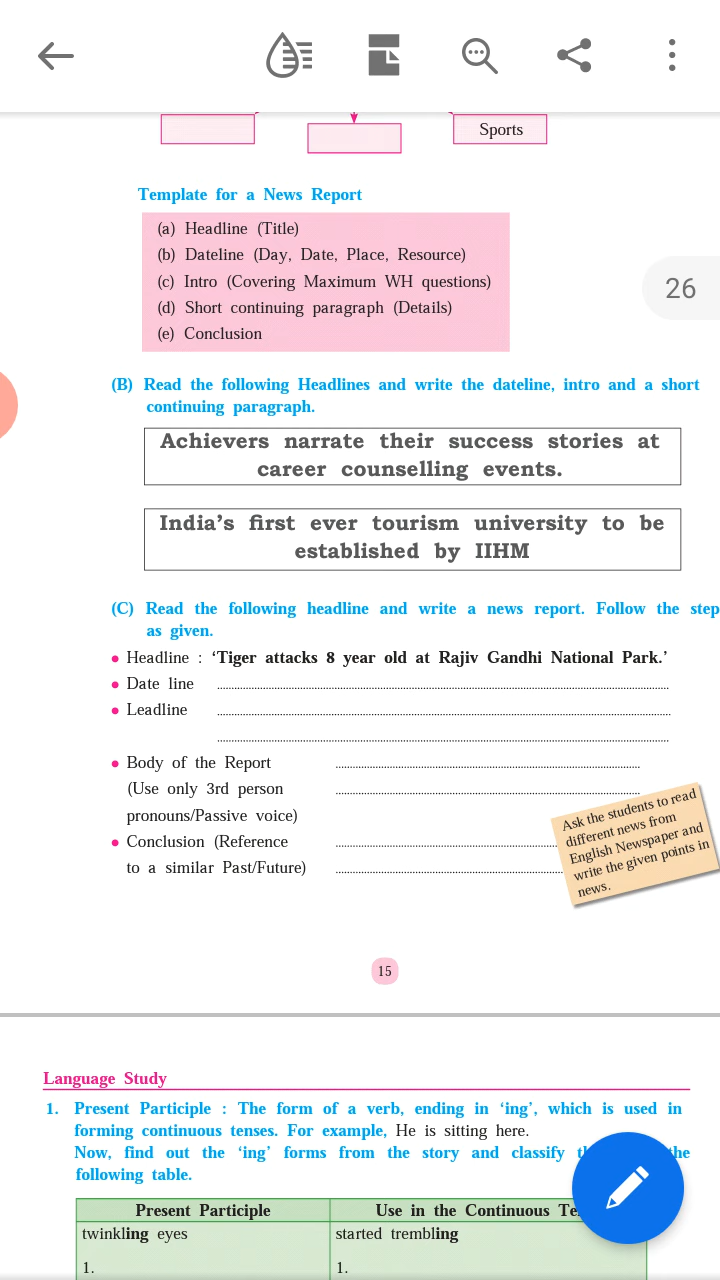 Sports
Template for a News Report
26
(a) Headline (Title)
(b) Dateline (Day, Date, Place, Resource)
(c) Intro (Covering Maximum WH questions)
(d) Short continuing paragraph (Details)
(e) Conclusion
(B) Read the following Headlines and write the dateline, intro and a short
continuing paragraph.
Achievers narrate their success stories at
career counselling events.
India's first ever tourism university to be
established by IIHM
(C) Read the following headline and write a news report. Follow the step
as given.
• Headline : ‘Tiger attacks 8 year old at Rajiv Gandhi National Park.’
• Date line
• Leadline
• Body of the Report
(Use only 3rd person
pronouns/Passive voice)
• Conclusion (Reference
to a similar Past/Future)
Ask the students to read
different news from
English Newspaper and
write the given points in
news.
15
Language Study
1. Present Participle : The form of a verb, ending in ‘ing’, which is used in
forming continuous tenses. For example, He is sitting here.
Now, find out the ‘ing’ forms from the story and classify the
following table.
Present Participle Use in the Continuous
twinkling eyes started trembling
1. 1.